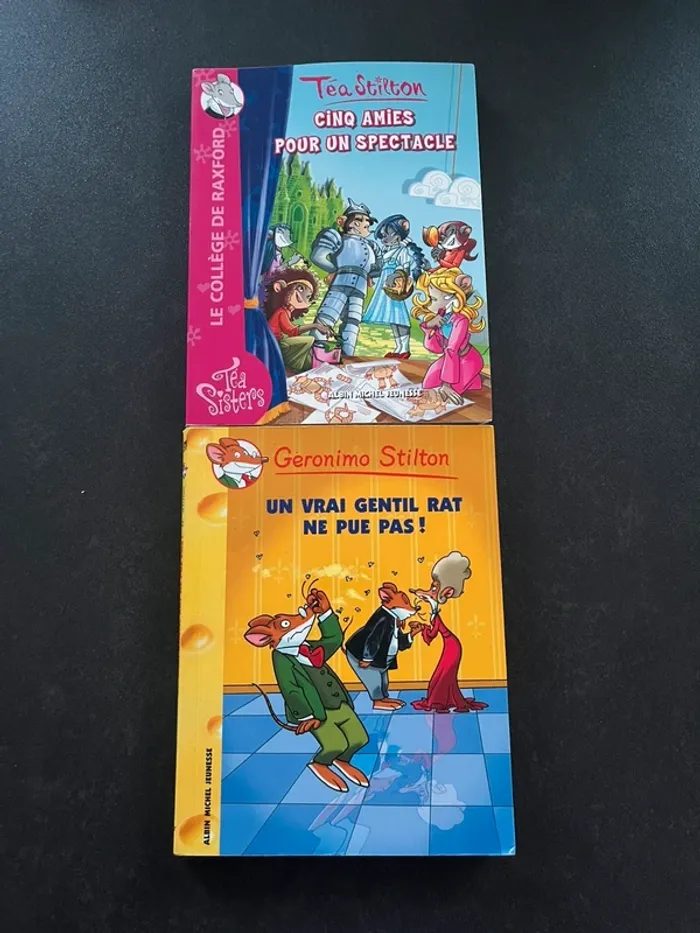 Téa Stilton
CINQ AMIES
POUR UN SPECTACLE
LE COLLÈGE DE RAXFORD
Téa
Sisters
ALBIN MICHEL JEUNESSE
Geronimo Stilton
UN VRAI GENTIL RAT
NE PUE PAS !
ALBIN MICHEL JEUNESSE